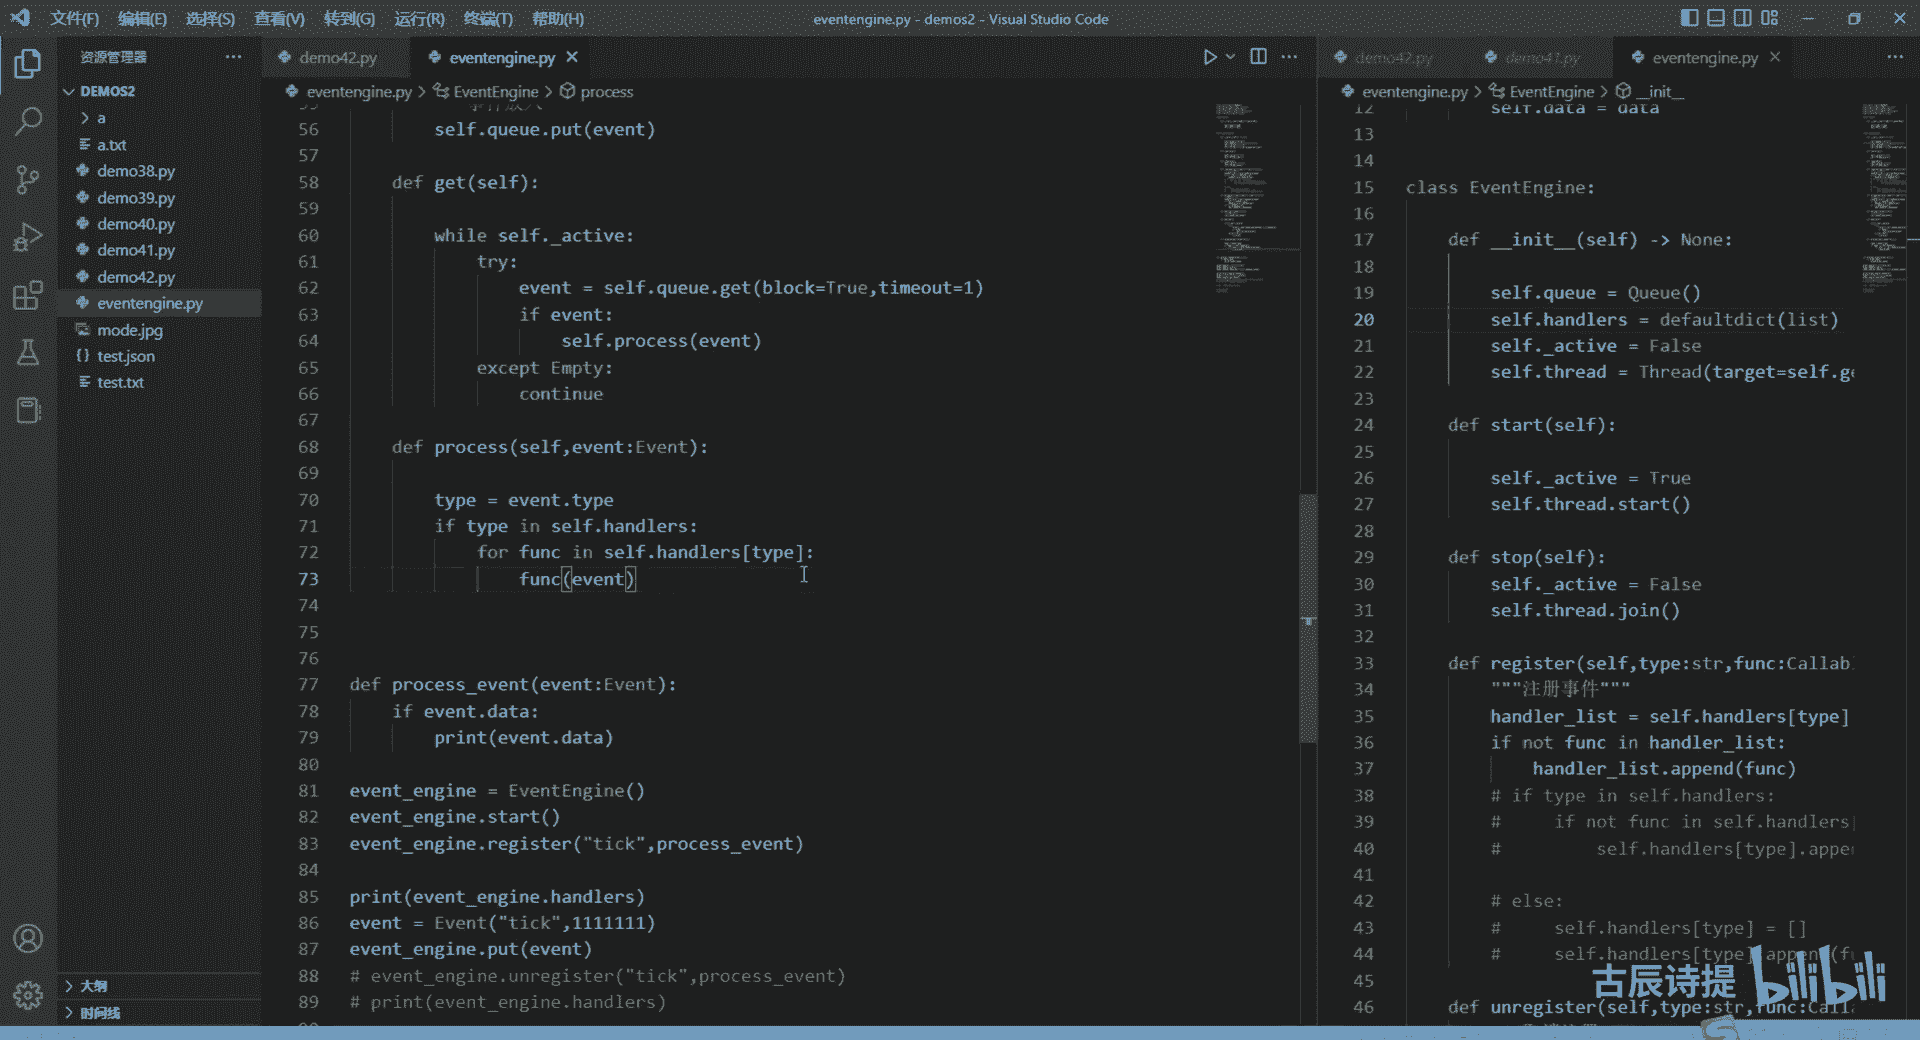 文件(F) 编辑(E) 选择(S) 查看(V) 转到(G) 运行(R) 终端(T) 帮助(H)
eventengine.py - demos2 - Visual Studio Code
资源管理器
DEMOS2
a
a.txt
demo38.py
demo39.py
demo40.py
demo41.py
demo42.py
eventengine.py
mode.jpg
test.json
test.txt
大纲
时间线
demo42.py
eventengine.py
eventengine.py > EventEngine > process
56 self.queue.put(event)
57
58 def get(self):
59
60 while self._active:
61 try:
62 event = self.queue.get(block=True,timeout=1)
63 if event:
64 self.process(event)
65 except Empty:
66 continue
67
68 def process(self,event:Event):
69
70 type = event.type
71 if type in self.handlers:
72 for func in self.handlers[type]:
73 func(event)
74
75
76
77 def process_event(event:Event):
78 if event.data:
79 print(event.data)
80
81 event_engine = EventEngine()
82 event_engine.start()
83 event_engine.register("tick",process_event)
84
85 print(event_engine.handlers)
86 event = Event("tick",1111111)
87 event_engine.put(event)
88 # event_engine.unregister("tick",process_event)
89 # print(event_engine.handlers)
demo42.py
demo41.py
eventengine.py
eventengine.py > EventEngine > __init__
12 self.data = data
13
14
15 class EventEngine:
16
17 def __init__(self) -> None:
18
19 self.queue = Queue()
20 self.handlers = defaultdict(list)
21 self._active = False
22 self.thread = Thread(target=self.ge
23
24 def start(self):
25
26 self._active = True
27 self.thread.start()
28
29 def stop(self):
30 self._active = False
31 self.thread.join()
32
33 def register(self,type:str,func:Callab
34 """注册事件"""
35 handler_list = self.handlers[type]
36 if not func in handler_list:
37 handler_list.append(func)
38 # if type in self.handlers:
39 # if not func in self.handlers[
40 # self.handlers[type].appe
41
42 # else:
43 # self.handlers[type] = []
44 # self.handlers[type].append(fu
45
46 def unregister(self,type:str,func:Call
古辰诗提 bilibili